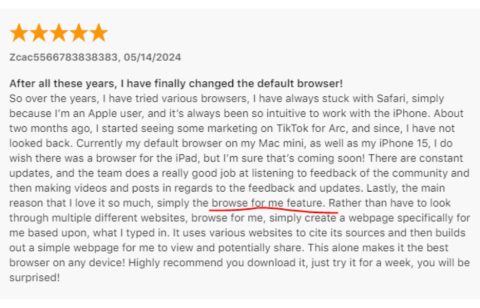 Zcac5566783838383, 05/14/2024
After all these years, I have finally changed the default browser!
So over the years, I have tried various browsers, I have always stuck with Safari, simply
because I'm an Apple user, and it's always been so intuitive to work with the iPhone. About
two months ago, I started seeing some marketing on TikTok for Arc, and since, I have not
looked back. Currently my default browser on my Mac mini, as well as my iPhone 15, I do
wish there was a browser for the iPad, but I'm sure that's coming soon! There are constant
updates, and the team does a really good job at listening to feedback of the community and
then making videos and posts in regards to the feedback and updates. Lastly, the main
reason that I love it so much, simply the browse for me feature. Rather than have to look
through multiple different websites, browse for me, simply create a webpage specifically for
me based upon, what I typed in. It uses various websites to cite its sources and then builds
out a simple webpage for me to view and potentially share. This alone makes it the best
browser on any device! Highly recommend you download it, just try it for a week, you will be
surprised!